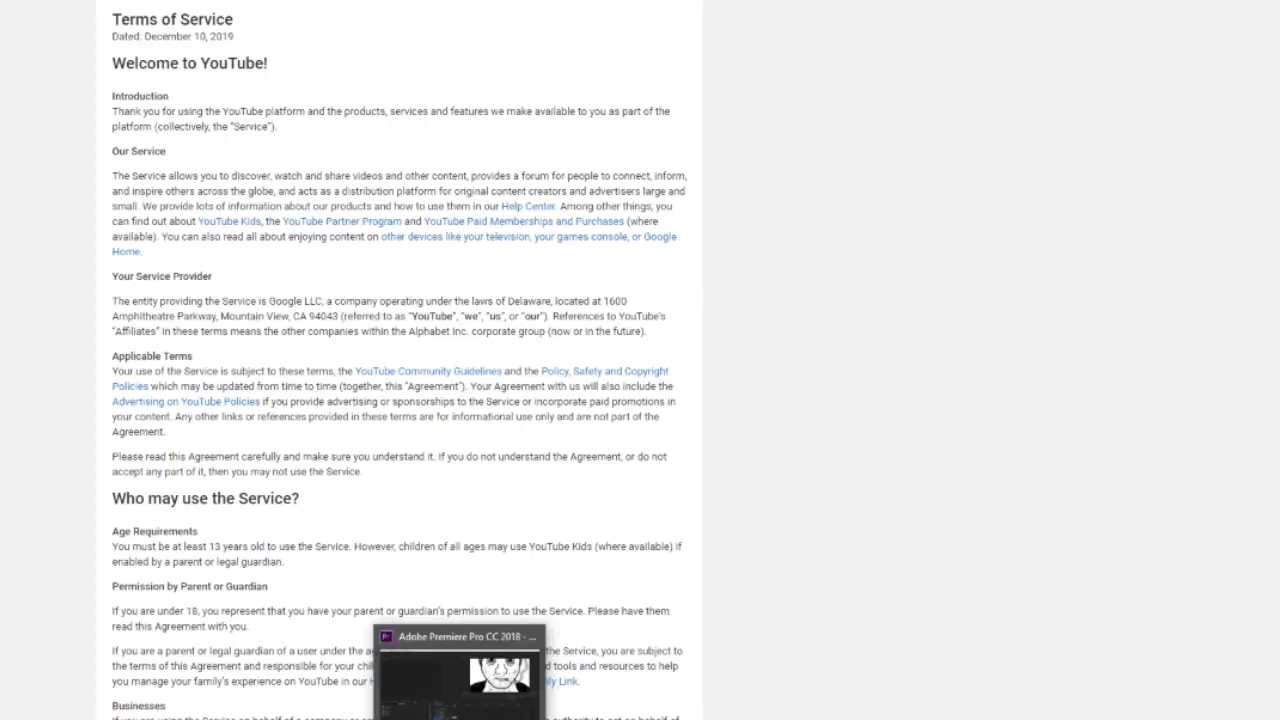 Terms of Service
Dated: December 10, 2019
Welcome to YouTube!
Introduction
Thank you for using the YouTube platform and the products, services and features we make available to you as part of the
platform (collectively, the “Service”).
Our Service
The Service allows you to discover, watch and share videos and other content, provides a forum for people to connect, inform,
and inspire others across the globe, and acts as a distribution platform for original content creators and advertisers large and
small. We provide lots of information about our products and how to use them in our Help Center. Among other things, you
can find out about YouTube Kids, the YouTube Partner Program and YouTube Paid Memberships and Purchases (where
available). You can also read all about enjoying content on other devices like your television, your games console, or Google
Home.
Your Service Provider
The entity providing the Service is Google LLC, a company operating under the laws of Delaware, located at 1600
Amphitheatre Parkway, Mountain View, CA 94043 (referred to as “YouTube”, “we”, “us”, or “our”). References to YouTube’s
“Affiliates” in these terms means the other companies within the Alphabet Inc. corporate group (now or in the future).
Applicable Terms
Your use of the Service is subject to these terms, the YouTube Community Guidelines and the Policy, Safety and Copyright
Policies which may be updated from time to time (together, this “Agreement”). Your Agreement with us will also include the
Advertising on YouTube Policies if you provide advertising or sponsorships to the Service or incorporate paid promotions in
your content. Any other links or references provided in these terms are for informational use only and are not part of the
Agreement.
Please read this Agreement carefully and make sure you understand it. If you do not understand the Agreement, or do not
accept any part of it, then you may not use the Service.
Who may use the Service?
Age Requirements
You must be at least 13 years old to use the Service. However, children of all ages may use YouTube Kids (where available) if
enabled by a parent or legal guardian.
Permission by Parent or Guardian
If you are under 18, you represent that you have your parent or guardian’s permission to use the Service. Please have them
read this Agreement with you.
Pr Adobe Premiere Pro CC 2018 - ...
If you are a parent or legal guardian of a user under the the Service, you are subject to
the terms of this Agreement and responsible for your tools and resources to help
you manage your family’s experience on YouTube in our Link.
Businesses